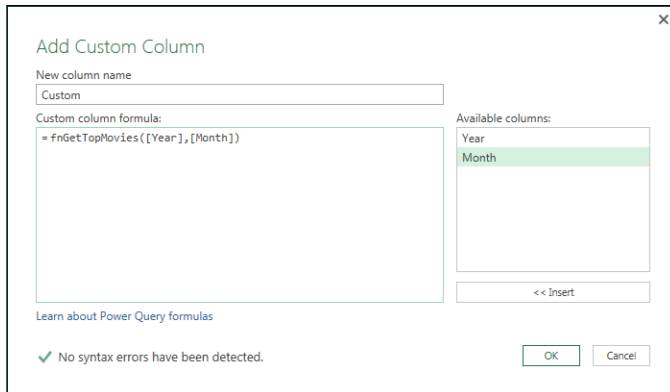 Add Custom Column
New column name
Custom
Custom column formula:
= fnGetTopMovies([Year],[Month])
Available columns:
Year
Month
<< Insert
Learn about Power Query formulas
No syntax errors have been detected.
OK
Cancel